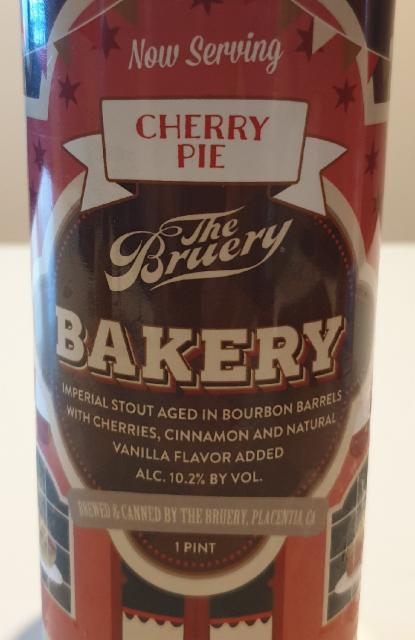 Now Serving
CHERRY
PIE
The
Bruery
BAKERY
IMPERIAL STOUT AGED IN BOURBON BARRELS
WITH CHERRIES, CINNAMON AND NATURAL
VANILLA FLAVOR ADDED
ALC. 10.2% BY VOL.
BREWED & CANNED BY THE BRUERY, PLACENTIA, CA
1 PINT